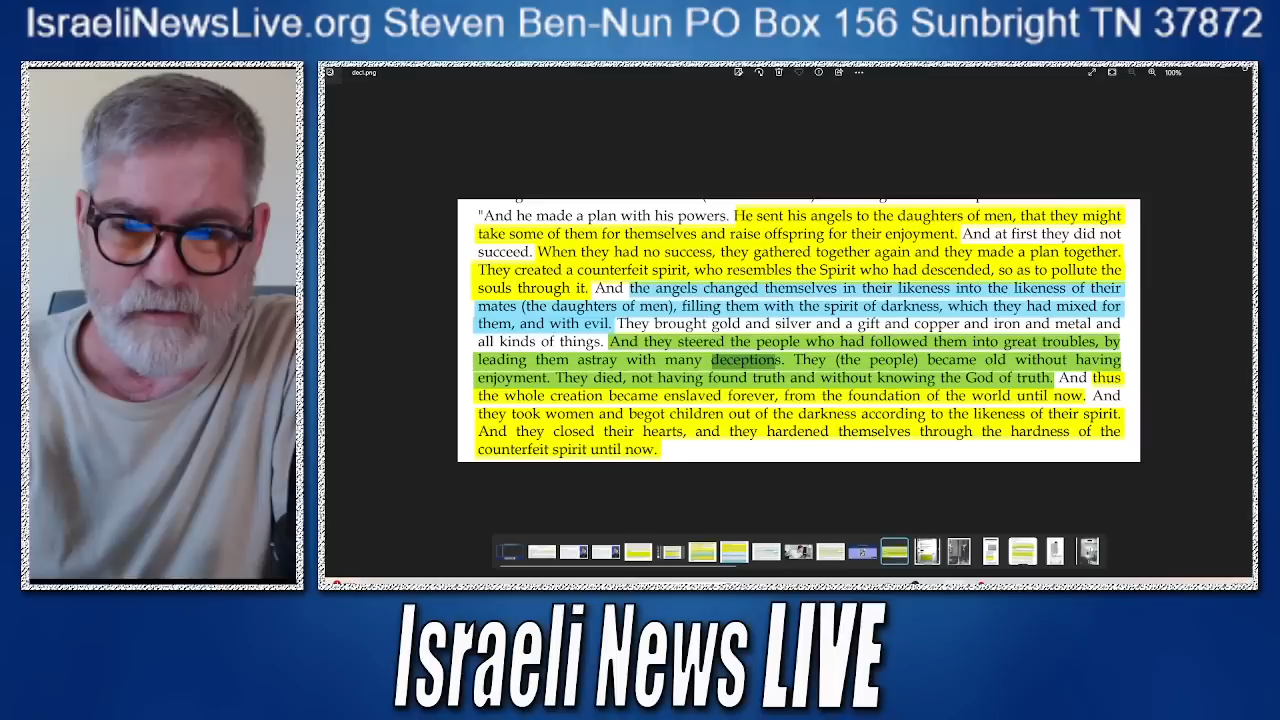 IsraeliNewsLive.org Steven Ben-Nun PO Box 156 Sunbright TN 37872
decl.png
100%
"And he made a plan with his powers. He sent his angels to the daughters of men, that they might
take some of them for themselves and raise offspring for their enjoyment. And at first they did not
succeed. When they had no success, they gathered together again and they made a plan together.
They created a counterfeit spirit, who resembles the Spirit who had descended, so as to pollute the
souls through it. And the angels changed themselves in their likeness into the likeness of their
mates (the daughters of men), filling them with the spirit of darkness, which they had mixed for
them, and with evil. They brought gold and silver and a gift and copper and iron and metal and
all kinds of things. And they steered the people who had followed them into great troubles, by
leading them astray with many deceptions. They (the people) became old without having
enjoyment. They died, not having found truth and without knowing the God of truth. And thus
the whole creation became enslaved forever, from the foundation of the world until now. And
they took women and begot children out of the darkness according to the likeness of their spirit.
And they closed their hearts, and they hardened themselves through the hardness of the
counterfeit spirit until now.
Israeli News LIVE